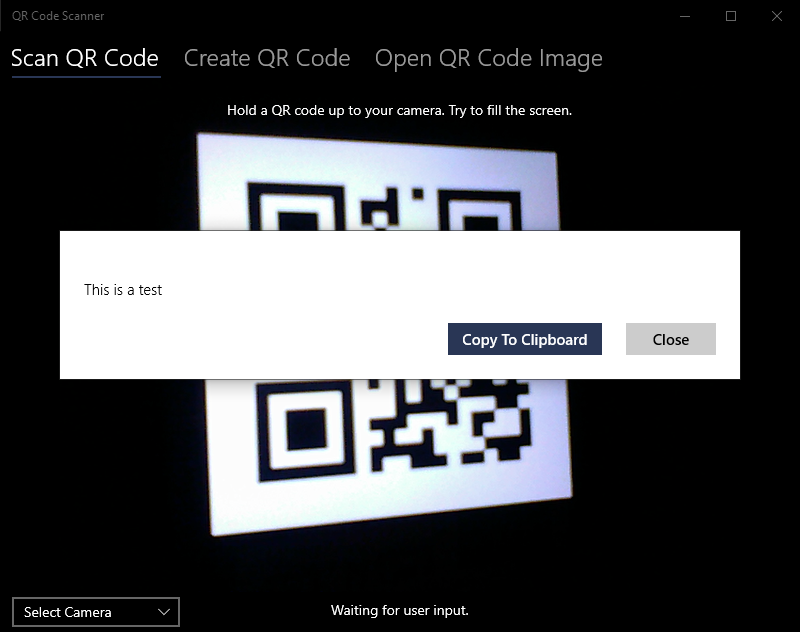 QR Code Scanner
Scan QR Code Create QR Code Open QR Code Image
Hold a QR code up to your camera. Try to fill the screen.
This is a test
Copy To Clipboard Close
Select Camera Waiting for user input.